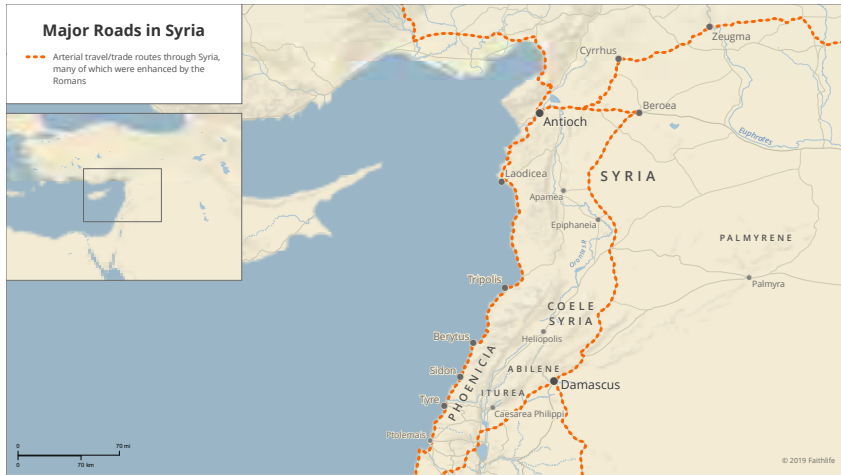 Major Roads in Syria
Arterial travel/trade routes through Syria,
many of which were enhanced by the
Romans
Zeugma
Cyrrhus
Beroea
Antioch
Euphrates
Laodicea
SYRIA
Apamea
Epiphaneia
PALMYRENE
Orontes R
Tripolis
Palmyra
COELE
SYRIA
Heliopolis
Berytus
PHOENICIA
Sidon
ABILENE
Damascus
ITUREA
Tyre
Caesarea Philippi
Ptolemais
0
70 mi
0
70 km
© 2019 Faithlife